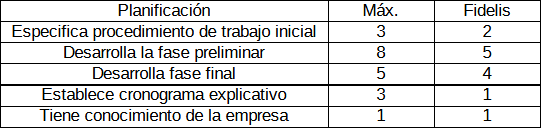 Planificación Máx. Fidelis
Especifica procedimiento de trabajo inicial 3 2
Desarrolla la fase preliminar 8 5
Desarrolla fase final 5 4
Establece cronograma explicativo 3 1
Tiene conocimiento de la empresa 1 1